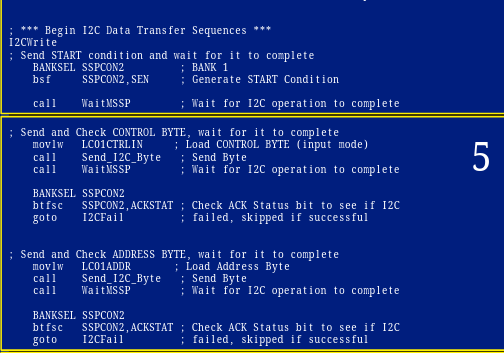 ; *** Begin I2C Data Transfer Sequences ***
I2CWrite
; Send START condition and wait for it to complete
BANKSEL SSPCON2 ; BANK 1
bsf SSPCON2,SEN ; Generate START Condition
call WaitMSSP ; Wait for I2C operation to complete
; Send and Check CONTROL BYTE, wait for it to complete
movlw LC01CTRLIN ; Load CONTROL BYTE (input mode)
call Send_I2C_Byte ; Send Byte
call WaitMSSP ; Wait for I2C operation to complete
5
BANKSEL SSPCON2
btfsc SSPCON2,ACKSTAT ; Check ACK Status bit to see if I2C
goto I2CFail ; failed, skipped if successful
; Send and Check ADDRESS BYTE, wait for it to complete
movlw LC01ADDR ; Load Address Byte
call Send_I2C_Byte ; Send Byte
call WaitMSSP ; Wait for I2C operation to complete
BANKSEL SSPCON2
btfsc SSPCON2,ACKSTAT ; Check ACK Status bit to see if I2C
goto I2CFail ; failed, skipped if successful